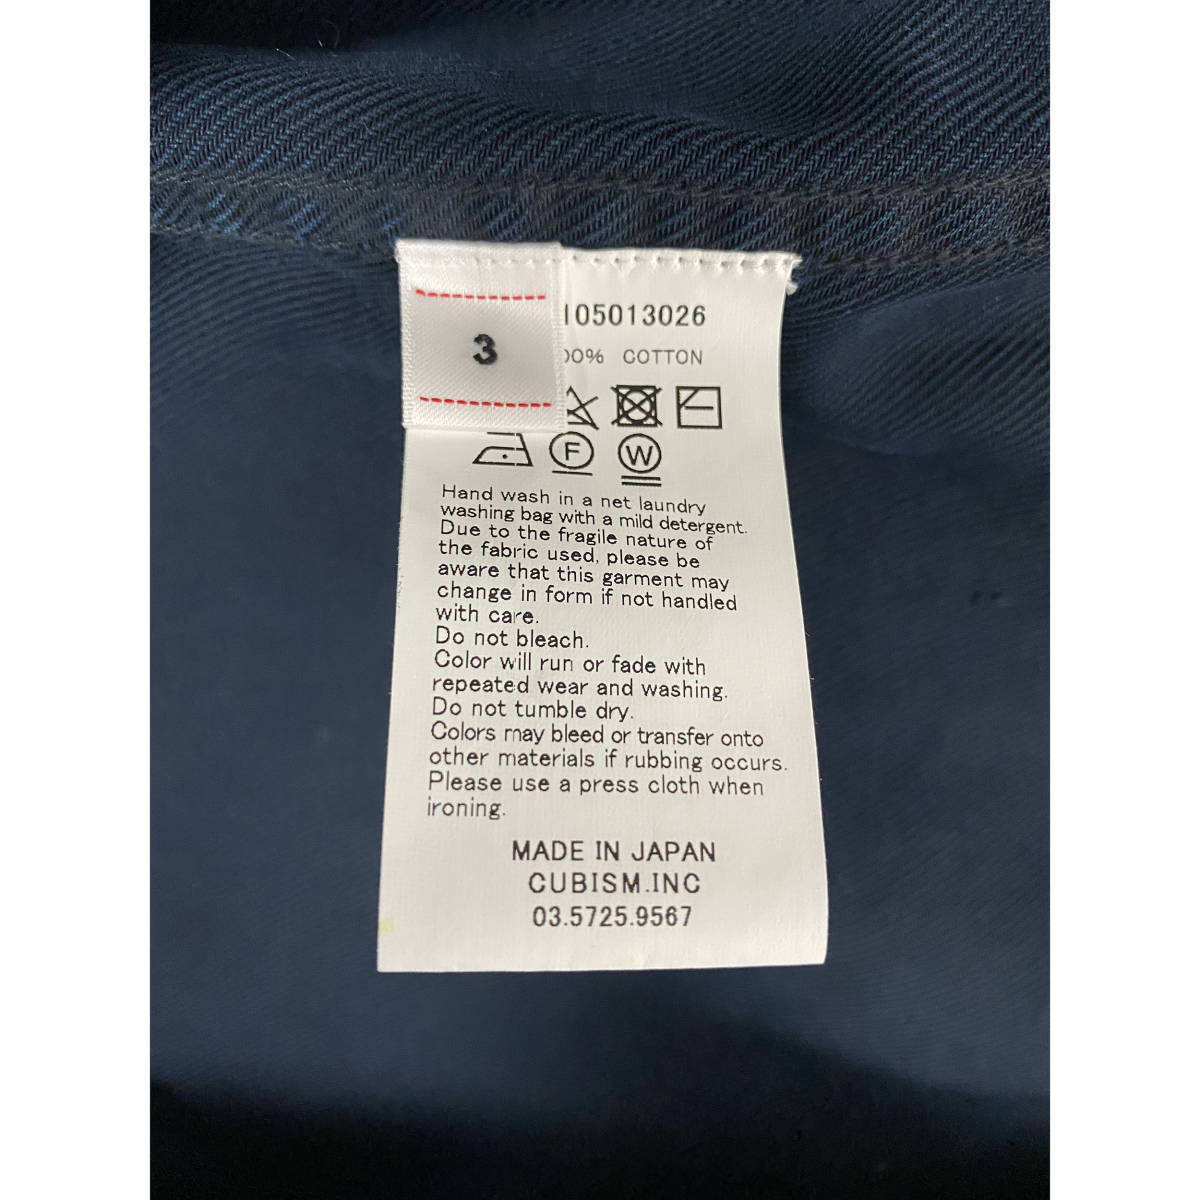 3
105013026
00% COTTON
F
W
Hand wash in a net laundry
washing bag with a mild detergent.
Due to the fragile nature of
the fabric used, please be
aware that this garment may
change in form if not handled
with care.
Do not bleach.
Color will run or fade with
repeated wear and washing.
Do not tumble dry.
Colors may bleed or transfer onto
other materials if rubbing occurs.
Please use a press cloth when
ironing.
MADE IN JAPAN
CUBISM.INC
03.5725.9567